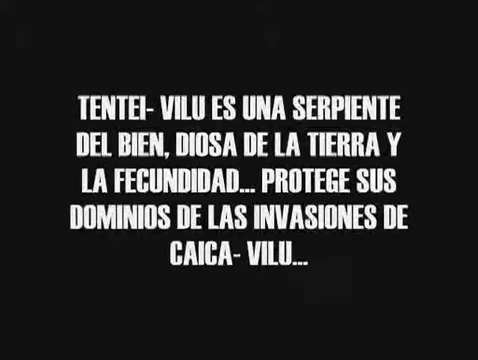 TENTEI- VILU ES UNA SERPIENTE
DEL BIEN, DIOSA DE LA TIERRA Y
LA FECUNDIDAD... PROTEGE SUS
DOMINIOS DE LAS INVASIONES DE
CAICA- VILU...